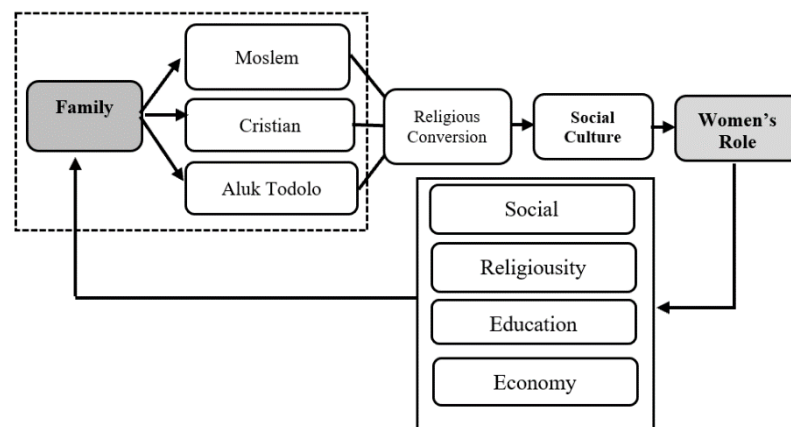 Family
Moslem
Cristian
Aluk Todolo
Religious
Conversion
Social
Culture
Women's
Role
Social
Religiousity
Education
Economy